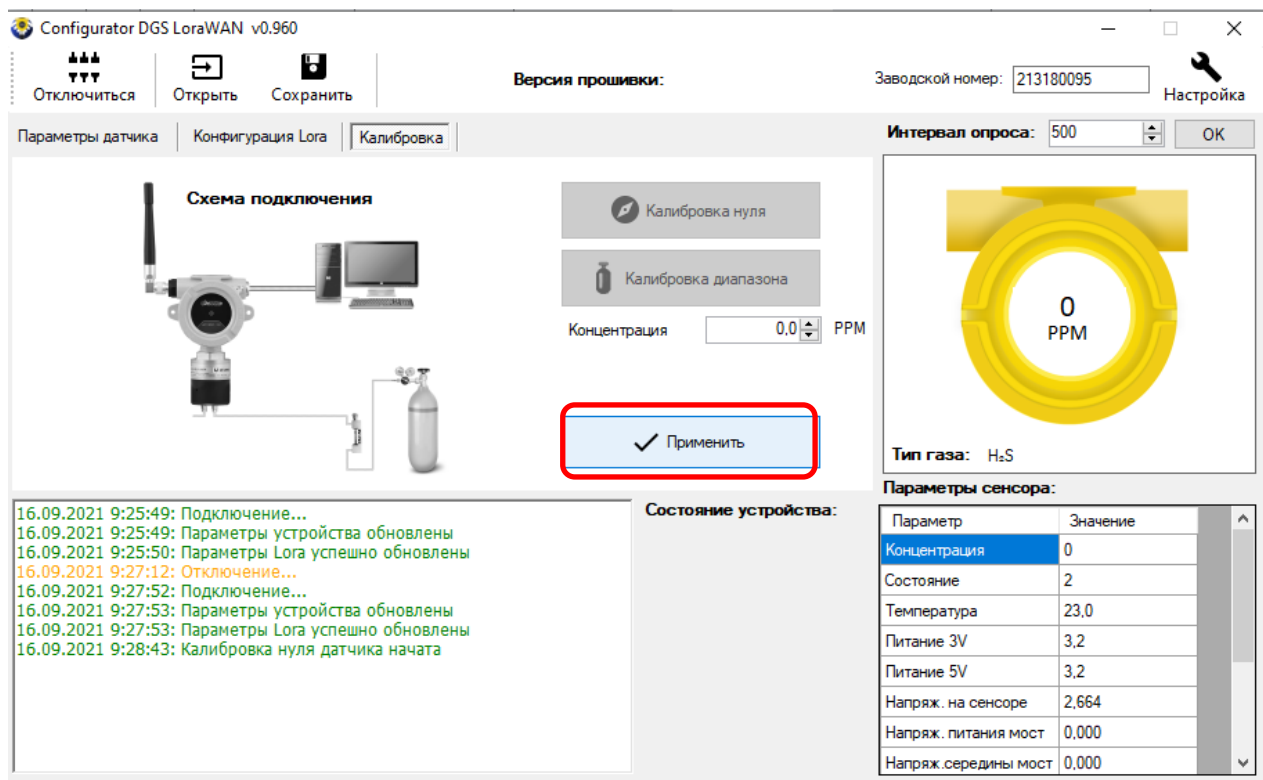 Configurator DGS LoraWAN v0.960
Отключиться
Открыть
Сохранить
Версия прошивки:
Заводской номер: 213180095
Настройка
Параметры датчика
Конфигурация Lora
Калибровка
Интервал опроса: 500
OK
Схема подключения
Калибровка нуля
Калибровка диапазона
Концентрация 0,0 PPM
Применить
0
PPM
Тип газа: H₂S
16.09.2021 9:25:49: Подключение...
16.09.2021 9:25:49: Параметры устройства обновлены
16.09.2021 9:25:50: Параметры Lora успешно обновлены
16.09.2021 9:27:12: Отключение...
16.09.2021 9:27:52: Подключение...
16.09.2021 9:27:53: Параметры устройства обновлены
16.09.2021 9:27:53: Параметры Lora успешно обновлены
16.09.2021 9:28:43: Калибровка нуля датчика начата
Состояние устройства:
Параметры сенсора:
Параметр Значение
Концентрация 0
Состояние 2
Температура 23,0
Питание 3V 3,2
Питание 5V 3,2
Напряж. на сенсоре 2,664
Напряж. питания мост 0,000
Напряж.середины мост 0,000